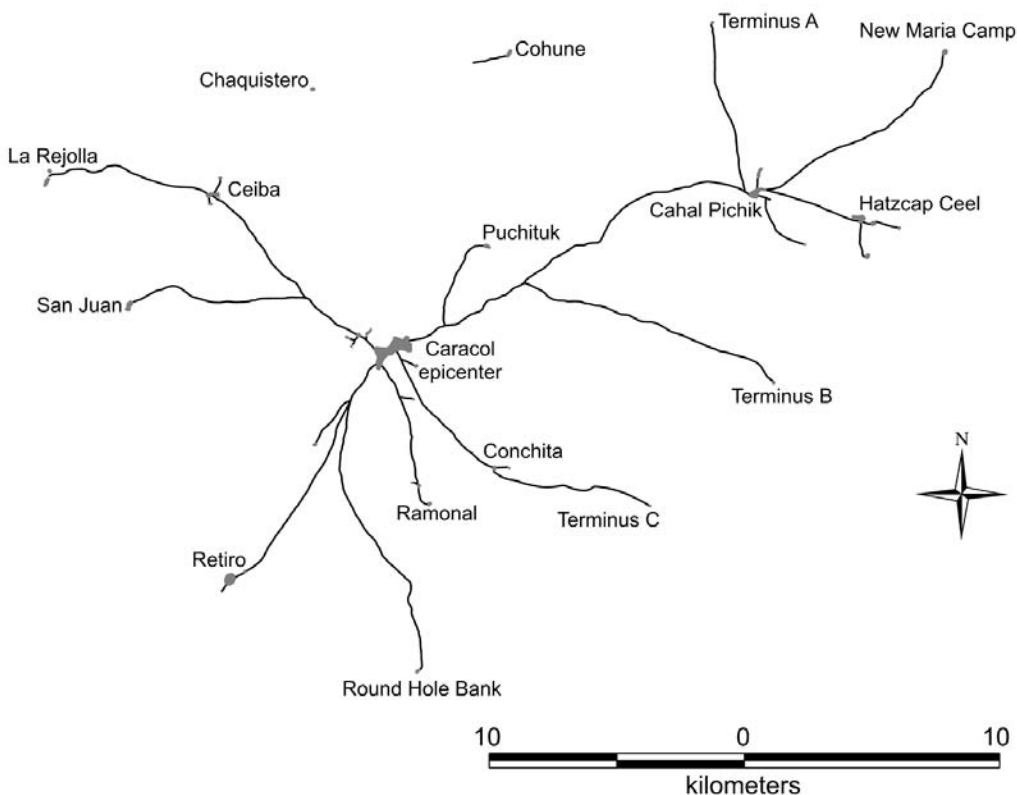 Terminus A
New Maria Camp
Cohune
Chaquistero
La Rejolla
Ceiba
Cahal Pichik
Hatzcap Ceel
Puchituk
San Juan
Caracol
epicenter
Terminus B
Conchita
N
Ramonal
Terminus C
Retiro
Round Hole Bank
10 0 10
kilometers